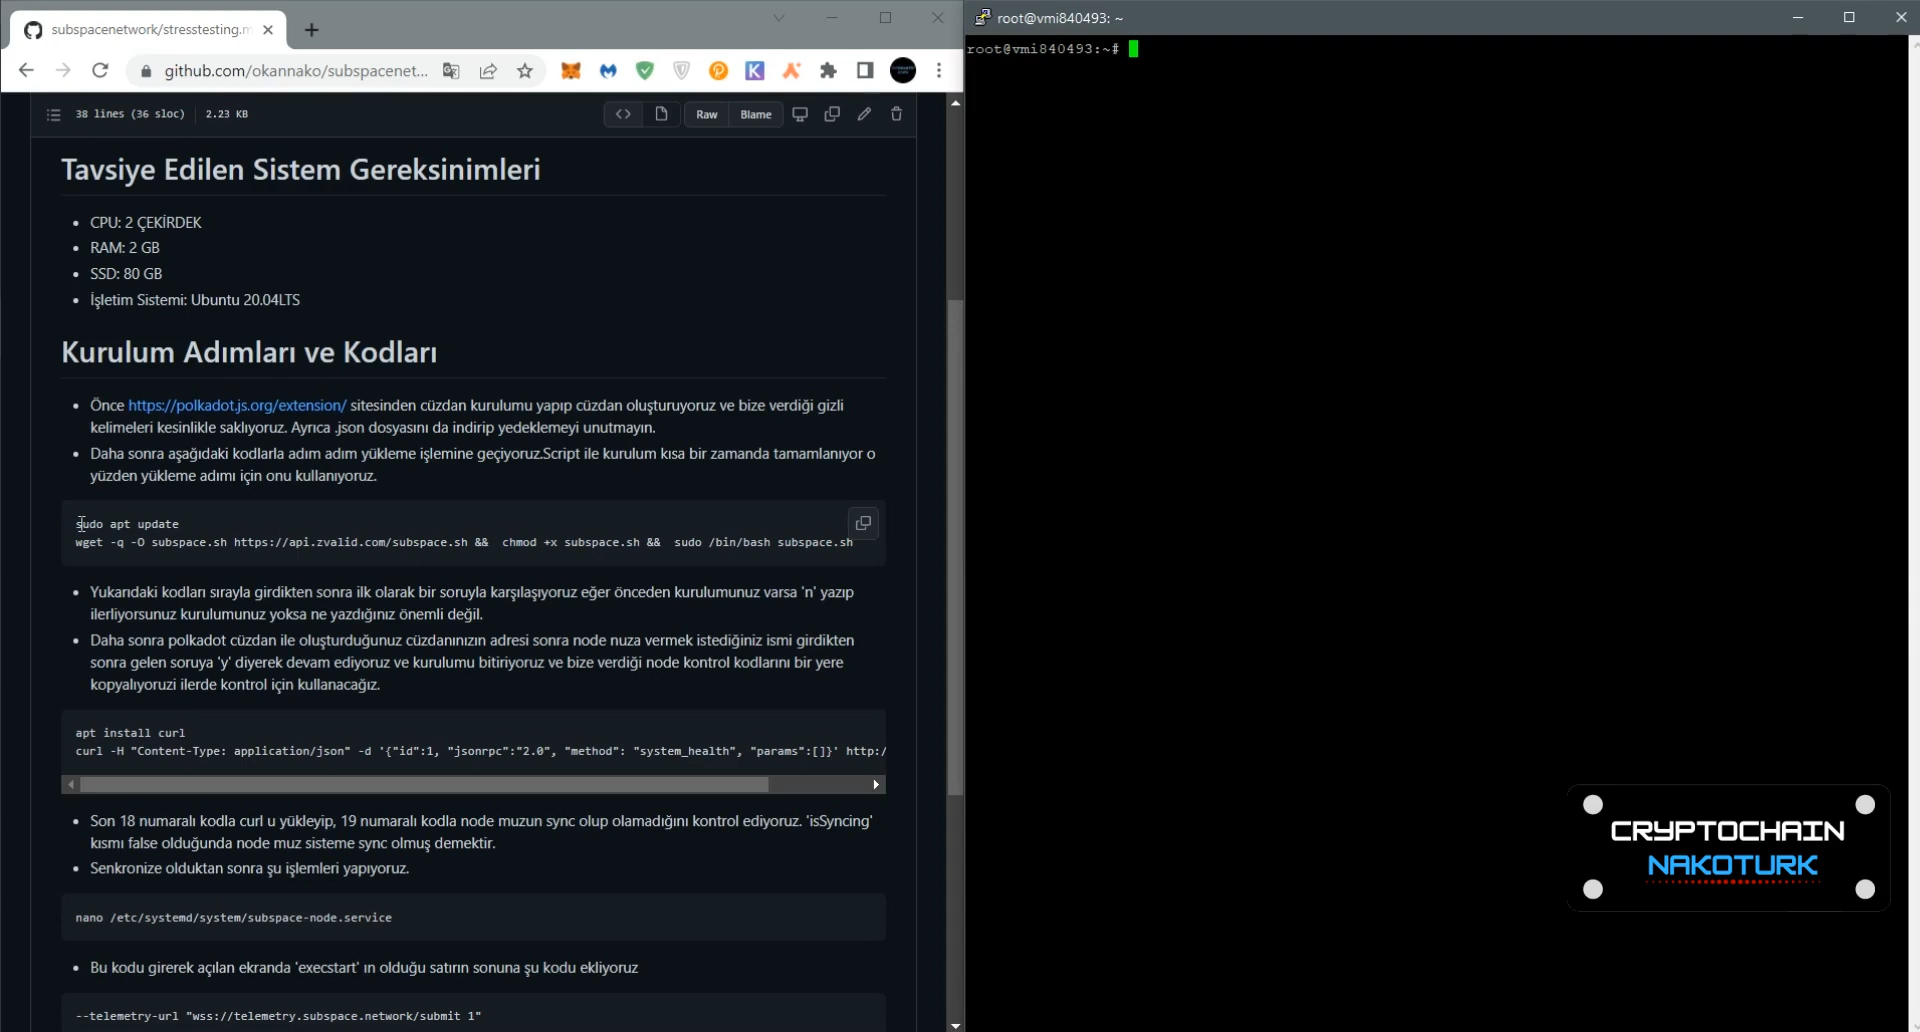 subspacenetwork/stresstesting.m
github.com/okannako/subspacenet...
38 lines (36 sloc)
2.23 KB
Raw
Blame
Tavsiye Edilen Sistem Gereksinimleri
CPU: 2 ÇEKİRDEK
RAM: 2 GB
SSD: 80 GB
İşletim Sistemi: Ubuntu 20.04LTS
Kurulum Adımları ve Kodları
Önce https://polkadot.js.org/extension/ sitesinden cüzdan kurulumu yapıp cüzdan oluşturuyoruz ve bize verdiği gizli
kelimeleri kesinlikle saklıyoruz. Ayrıca .json dosyasını da indirip yedeklemeyi unutmayın.
Daha sonra aşağıdaki kodlarla adım adım yükleme işlemine geçiyoruz.Script ile kurulum kısa bir zamanda tamamlanıyor o
yüzden yükleme adımı için onu kullanıyoruz.
sudo apt update
wget -q -O subspace.sh https://api.zvalid.com/subspace.sh && chmod +x subspace.sh && sudo /bin/bash subspace.sh
Yukarıdaki kodları sırayla girdikten sonra ilk olarak bir soruyla karşılaşıyoruz eğer önceden kurulumunuz varsa 'n' yazıp
ilerliyorsunuz kurulumunuz yoksa ne yazdığınız önemli değil.
Daha sonra polkadot cüzdan ile oluşturduğunuz cüzdanınızın adresi sonra node nuza vermek istediğiniz ismi girdikten
sonra gelen soruya 'y' diyerek devam ediyoruz ve kurulumu bitiriyoruz ve bize verdiği node kontrol kodlarını bir yere
kopyalıyoruzi ilerde kontrol için kullanacağız.
apt install curl
curl -H "Content-Type: application/json" -d '{"id":1, "jsonrpc":"2.0", "method": "system_health", "params":[]}' http:/
Son 18 numaralı kodla curl u yükleyip, 19 numaralı kodla node muzun sync olup olamadığını kontrol ediyoruz. 'isSyncing'
kısmı false olduğunda node muz sisteme sync olmuş demektir.
Senkronize olduktan sonra şu işlemleri yapıyoruz.
nano /etc/systemd/system/subspace-node.service
Bu kodu girerek açılan ekranda 'execstart' ın olduğu satırın sonuna şu kodu ekliyoruz
--telemetry-url "wss://telemetry.subspace.network/submit 1"
root@vmi840493: ~
root@vmi840493:~#
CRYPTOCHAIN
NAKOTURK